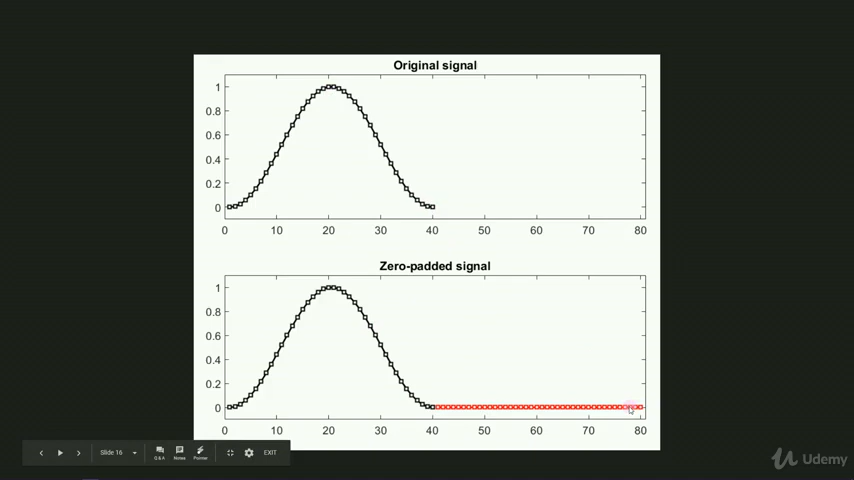 Original signal
1
0.8
0.6
0.4
0.2
0
0 10 20 30 40 50 60 70 80
Zero-padded signal
1
0.8
0.6
0.4
0.2
0
0 10 20 30 40 50 60 70 80
Slide 16
Q & A
Notes
Pointer
EXIT
Udemy